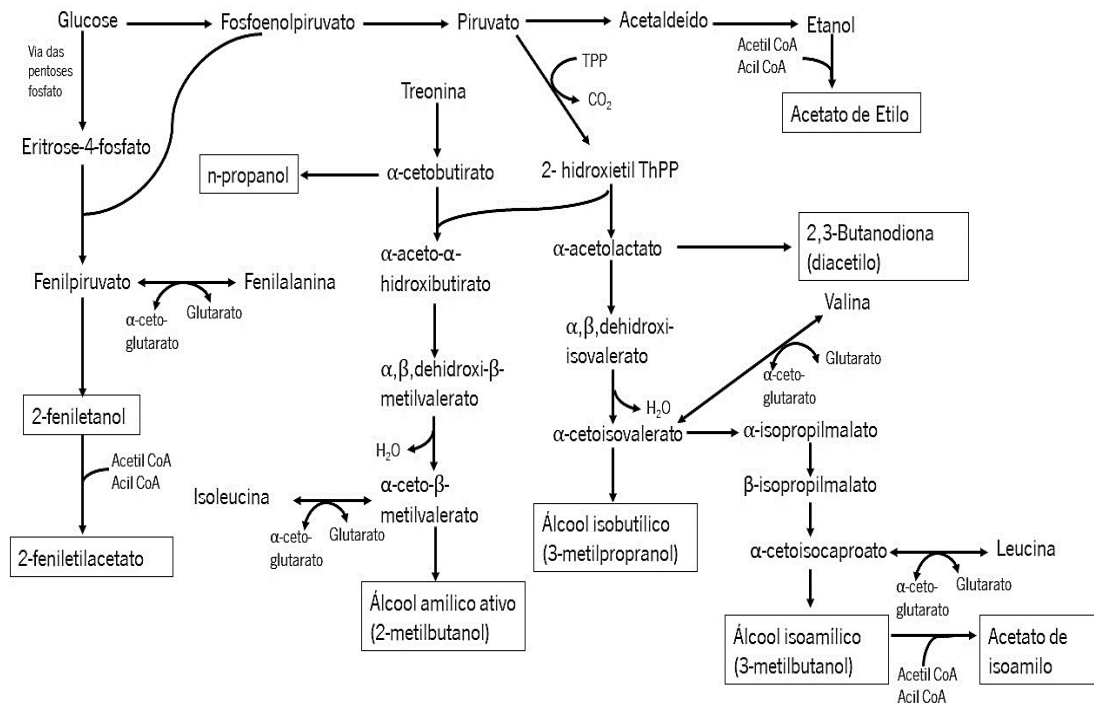 Glucose
Fosfoenolpiruvato
Piruvato
Acetaldeído
Etanol
Via das
pentoses
fosfato
TPP
CO₂
Acetil CoA
Acil CoA
Treonina
Acetato de Etilo
Eritrose-4-fosfato
n-propanol
α-cetobutirato
2- hidroxietil ThPP
α-aceto-α-
hidroxibutirato
α-acetolactato
2,3-Butanodiona
(diacetilo)
Fenilpiruvato
Fenilalanina
α-ceto-
glutarato
Glutarato
Valina
α,β,dehidroxi-
isovalerato
α-ceto-
glutarato
Glutarato
α,β,dehidroxi-β-
metilvalerato
2-feniletanol
H₂O
α-cetoisovalerato
α-isopropilmalato
H₂O
Acetil CoA
Acil CoA
α-ceto-β-
metilvalerato
Isoleucina
α-ceto-
glutarato
Glutarato
β-isopropilmalato
2-feniletilacetato
Álcool isobutílico
(3-metilpropranol)
α-cetoisocaproato
Leucina
α-ceto-
glutarato
Glutarato
Álcool amílico ativo
(2-metilbutanol)
Álcool isoamílico
(3-metilbutanol)
Acetil CoA
Acil CoA
Acetato de
isoamilo